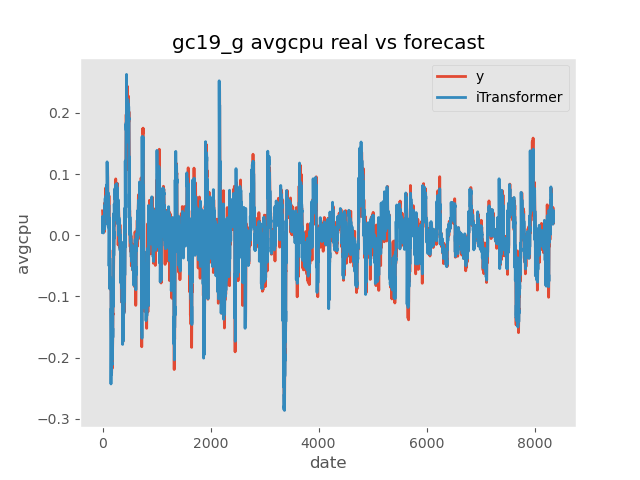 gc19_g avgcpu real vs forecast
y
iTransformer
avgcpu
0.2
0.1
0.0
−0.1
−0.2
−0.3
0 2000 4000 6000 8000
date